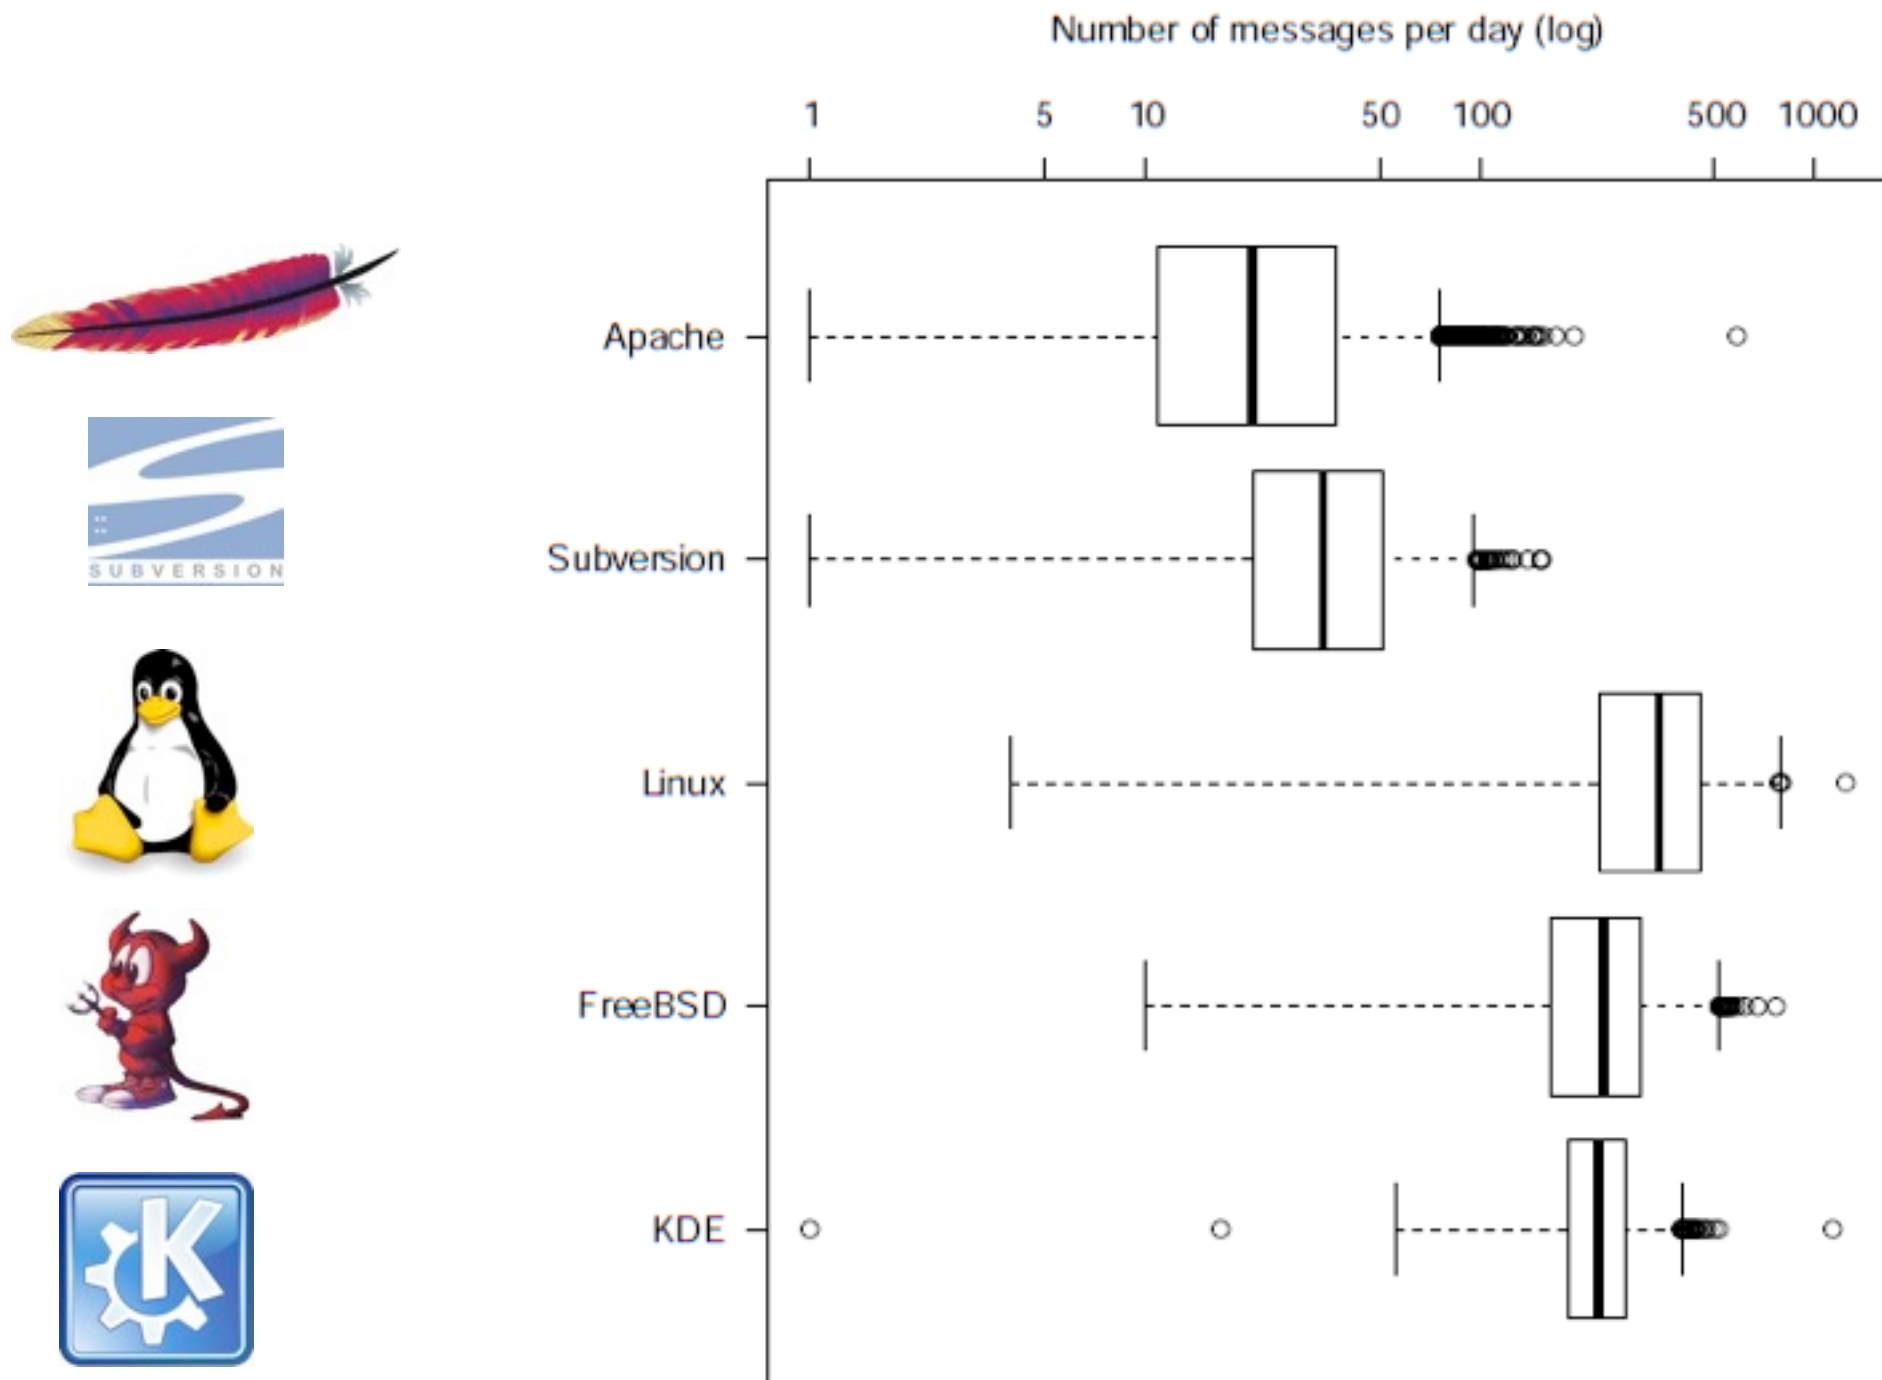 Number of messages per day (log)
1 5 10 50 100 500 1000
Apache
Subversion
SUBVERSION
Linux
FreeBSD
KDE
K